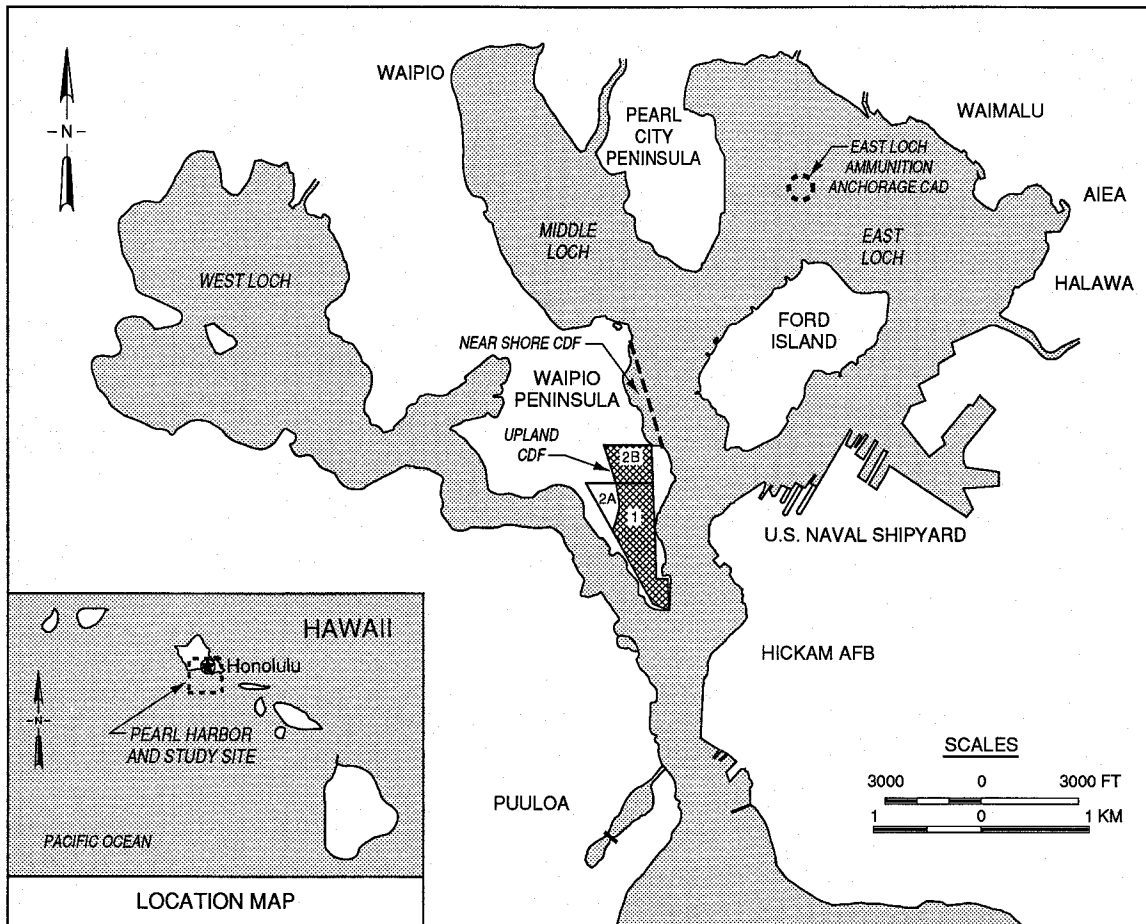 WAIPIO
-N-
PEARL
CITY
PENINSULA
WAIMALU
EAST LOCH
AMMUNITION
ANCHORAGE CAD
AIEA
MIDDLE
LOCH
EAST
LOCH
WEST LOCH
HALAWA
FORD
ISLAND
NEAR SHORE CDF
WAIPIO
PENINSULA
UPLAND
CDF
2B
2A
1
U.S. NAVAL SHIPYARD
HAWAII
Honolulu
HICKAM AFB
-N-
PEARL HARBOR
AND STUDY SITE
SCALES
3000 0 3000 FT
1 0 1 KM
PUULOA
PACIFIC OCEAN
LOCATION MAP